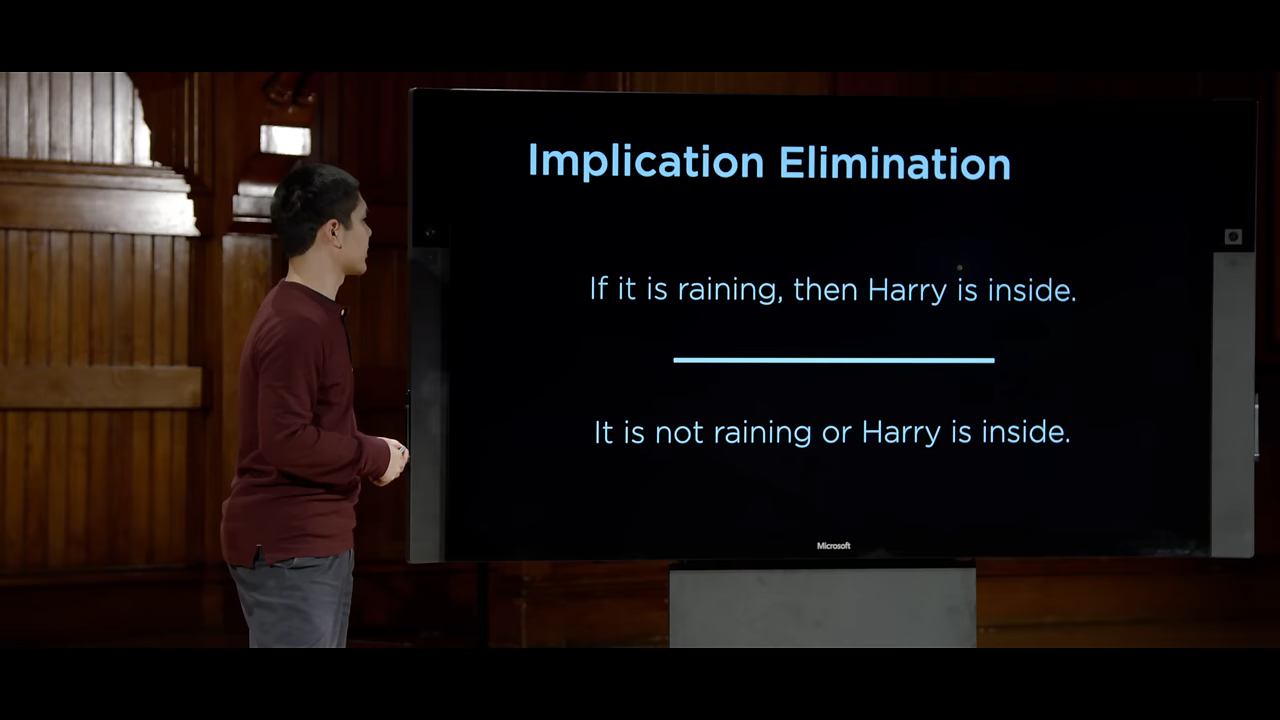 Implication Elimination
If it is raining, then Harry is inside.
It is not raining or Harry is inside.
Microsoft